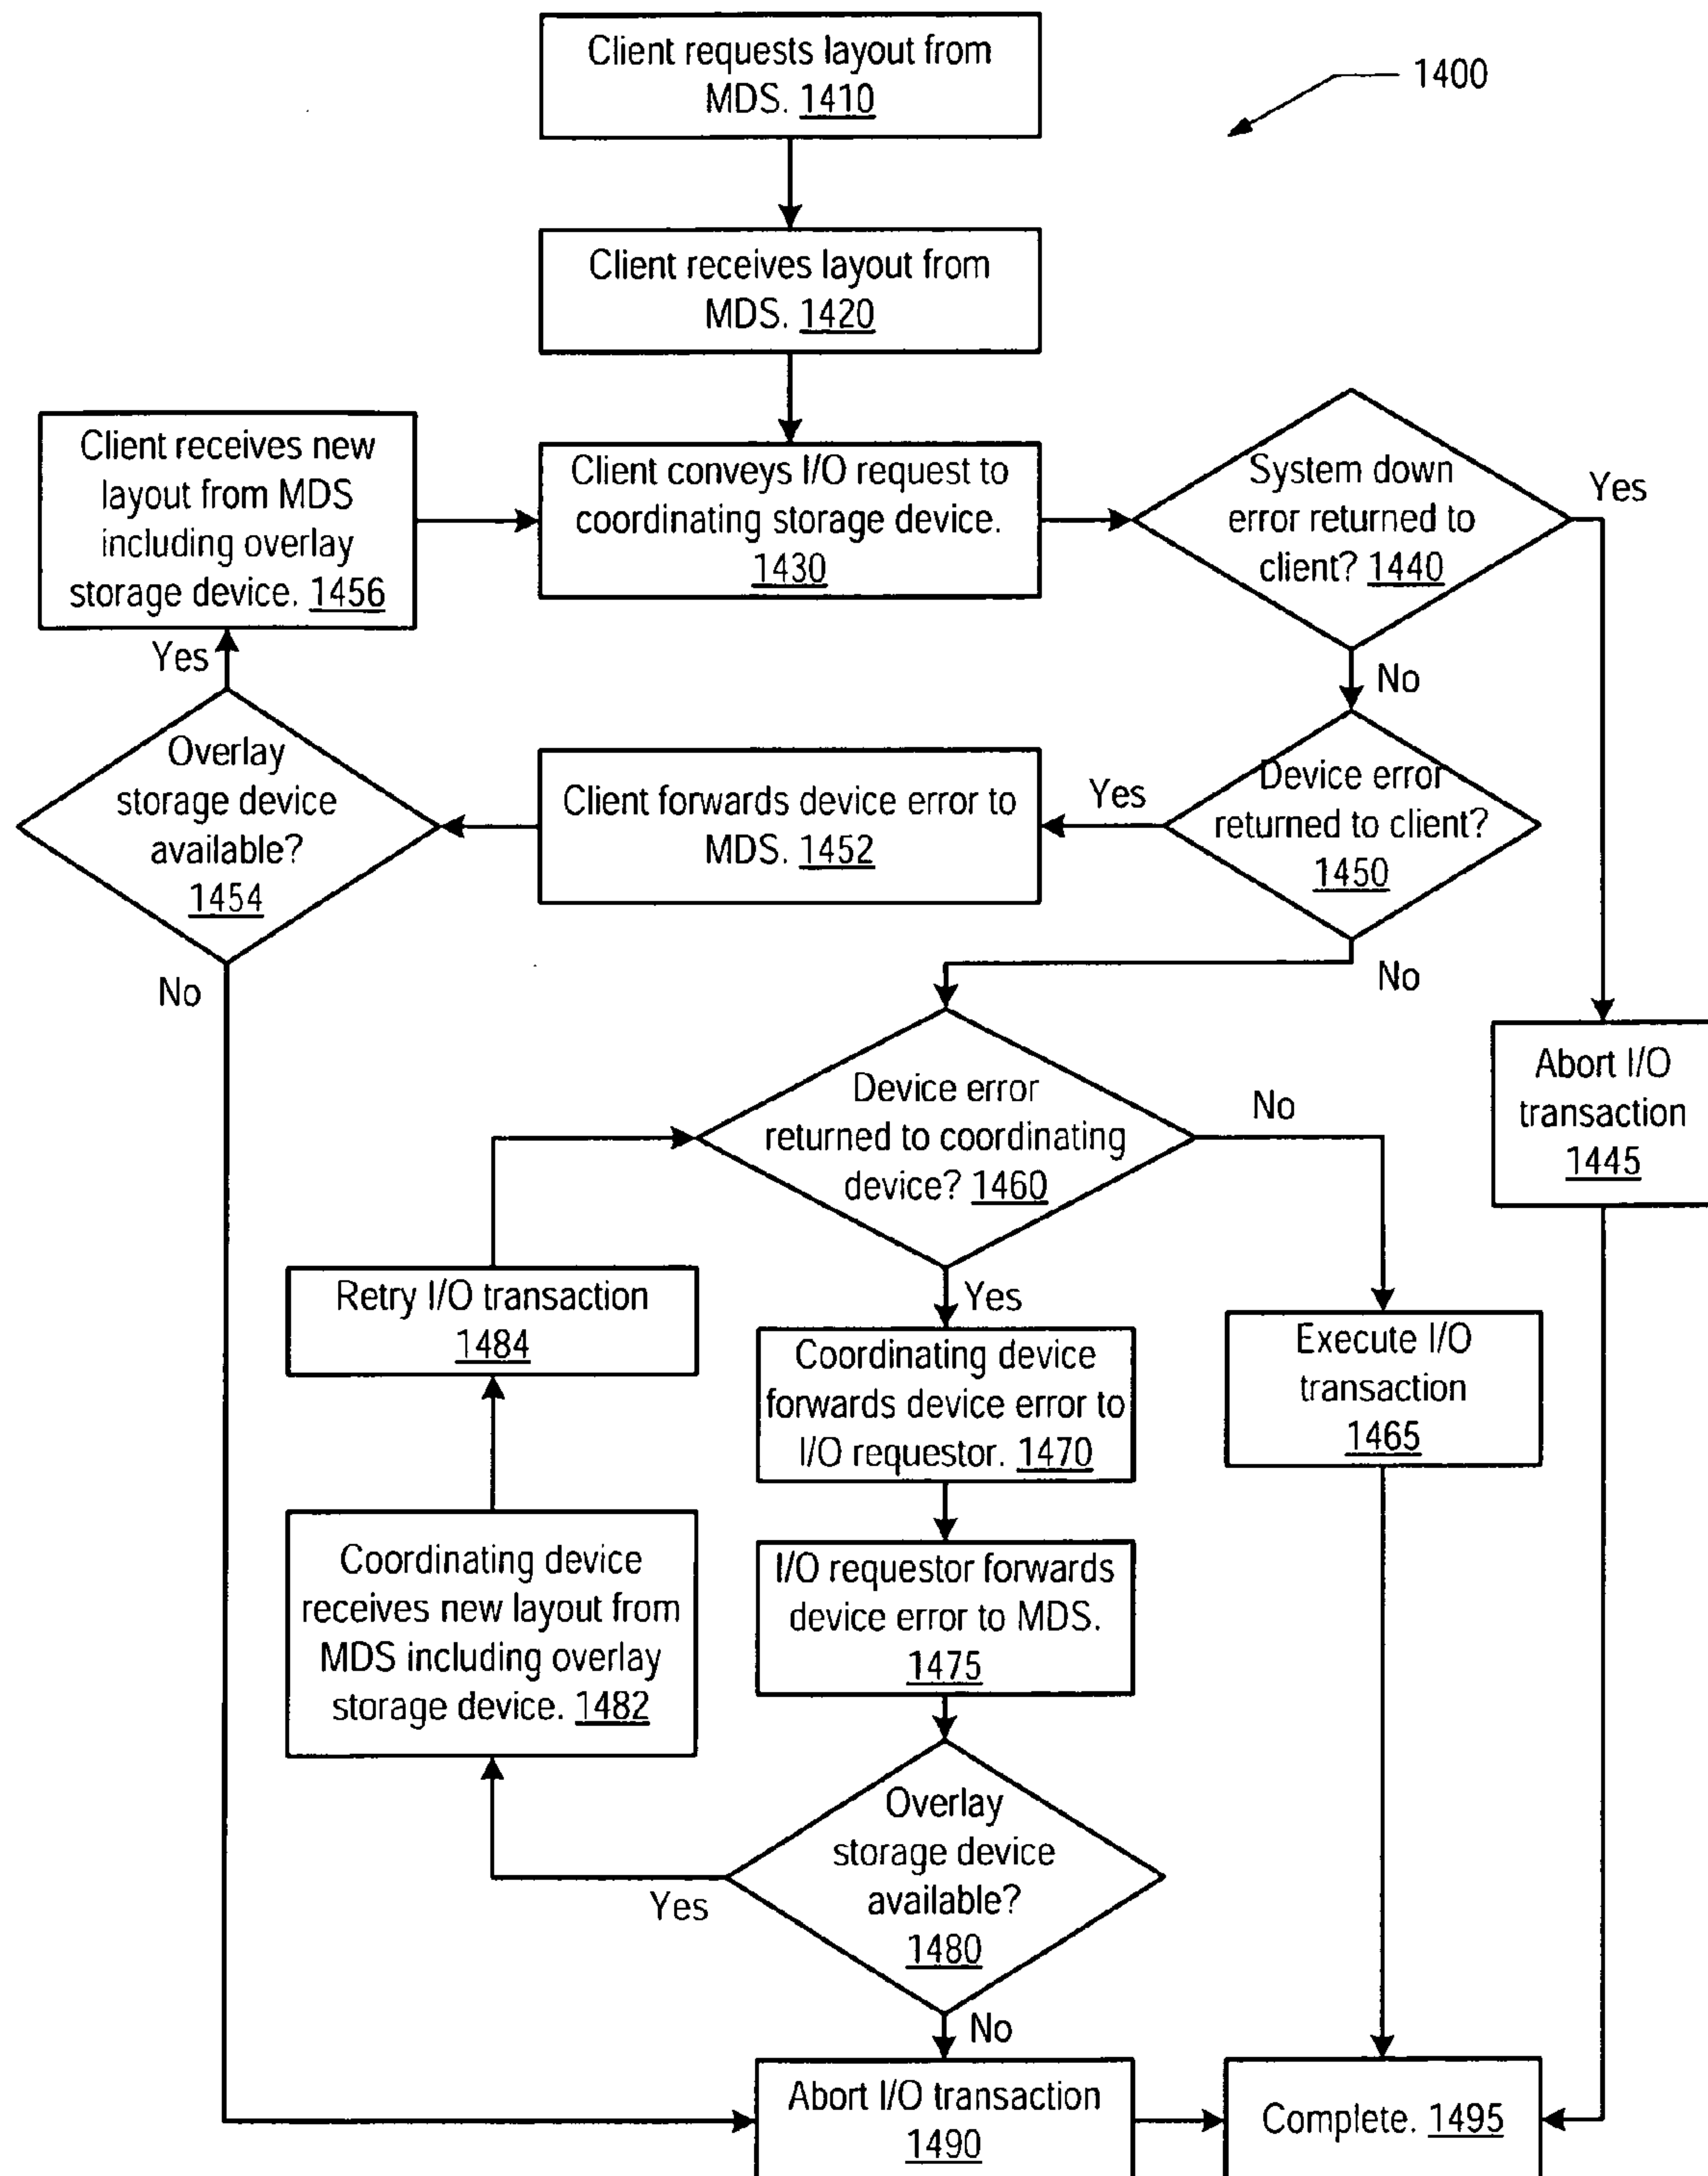 Client requests layout from
MDS. 1410
1400
Client receives layout from
MDS. 1420
Client receives new
layout from MDS
including overlay
storage device. 1456
Client conveys I/O request to
coordinating storage device.
1430
System down
error returned to
client? 1440
Yes
Yes
No
Overlay
storage device
available?
1454
Client forwards device error to
MDS. 1452
Yes
Device error
returned to client?
1450
No
No
Device error
returned to coordinating
device? 1460
No
Abort I/O
transaction
1445
Retry I/O transaction
1484
Yes
Coordinating device
forwards device error to
I/O requestor. 1470
Execute I/O
transaction
1465
Coordinating device
receives new layout from
MDS including overlay
storage device. 1482
I/O requestor forwards
device error to MDS.
1475
Overlay
storage device
available?
1480
Yes
No
Abort I/O transaction
1490
Complete. 1495